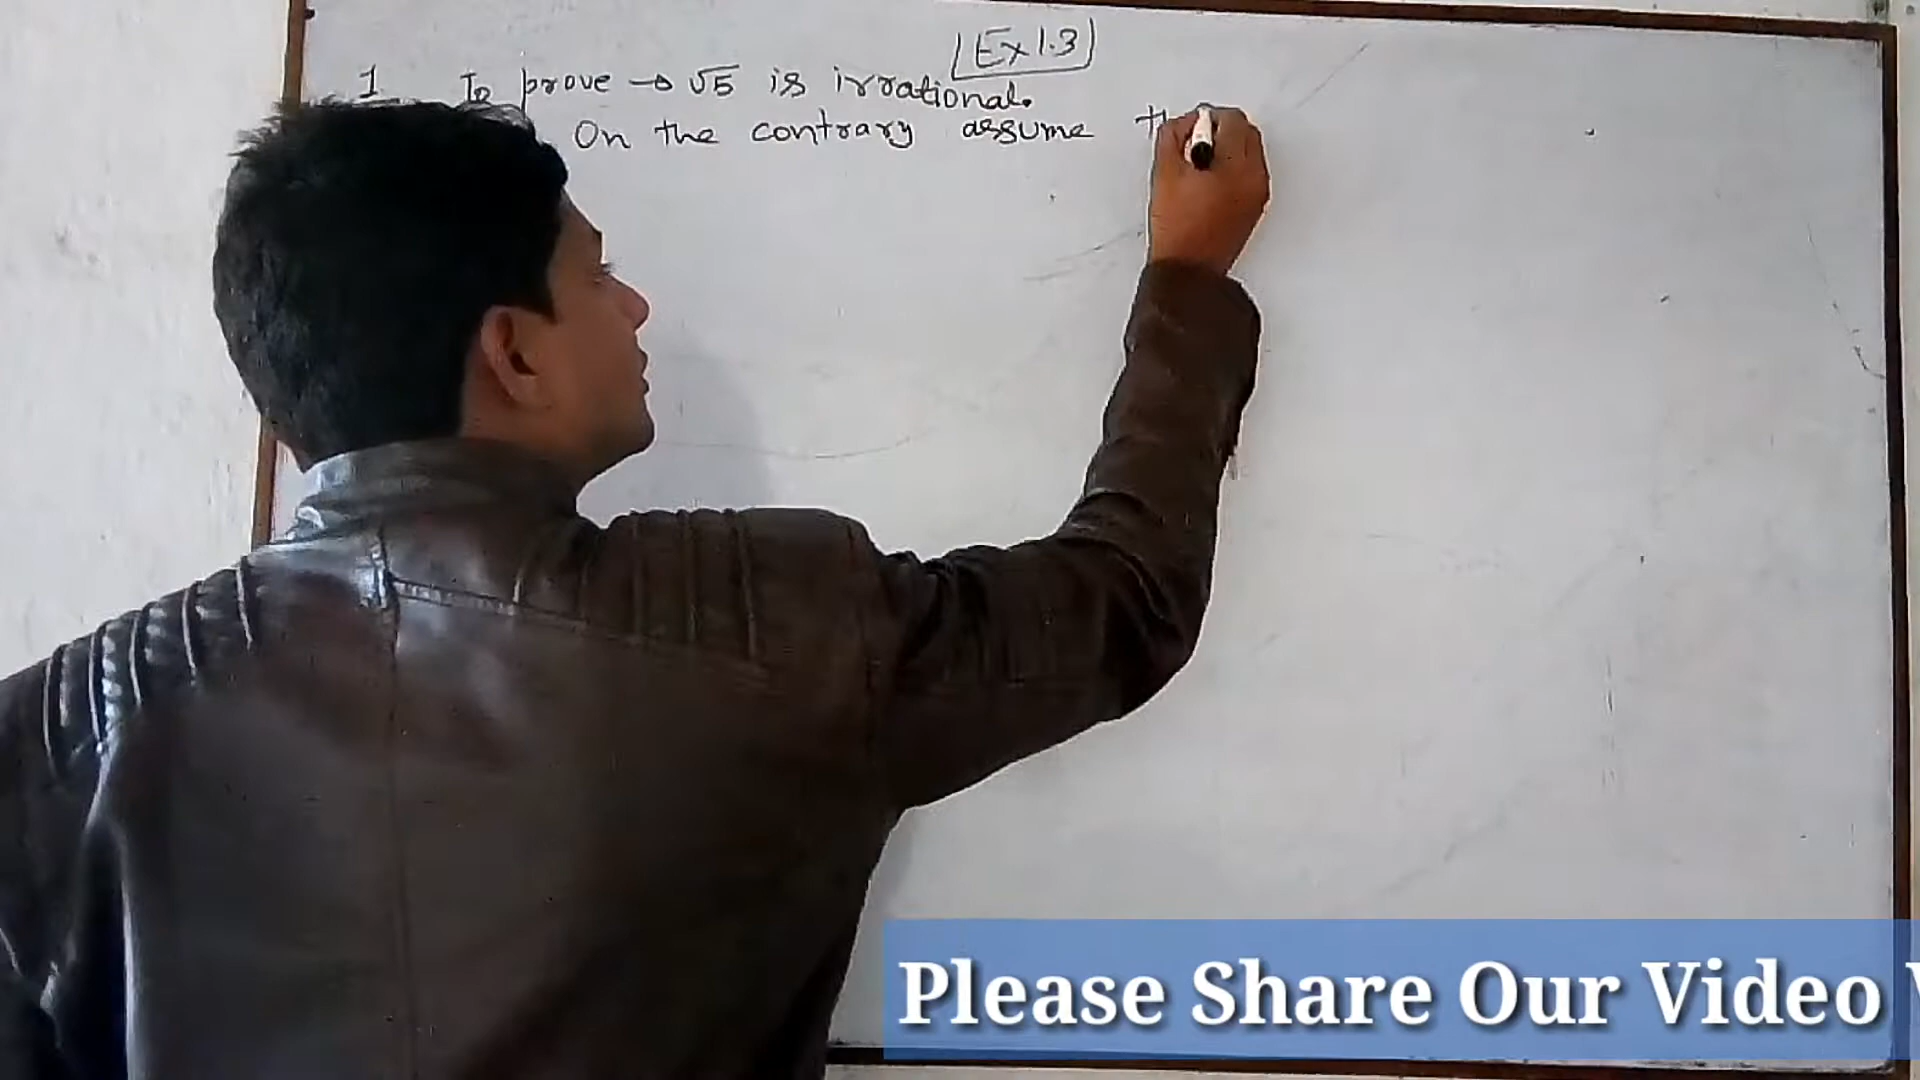 Ex 1.3
1 To prove → √5 is irrational.
On the contrary assume
Please Share Our Video